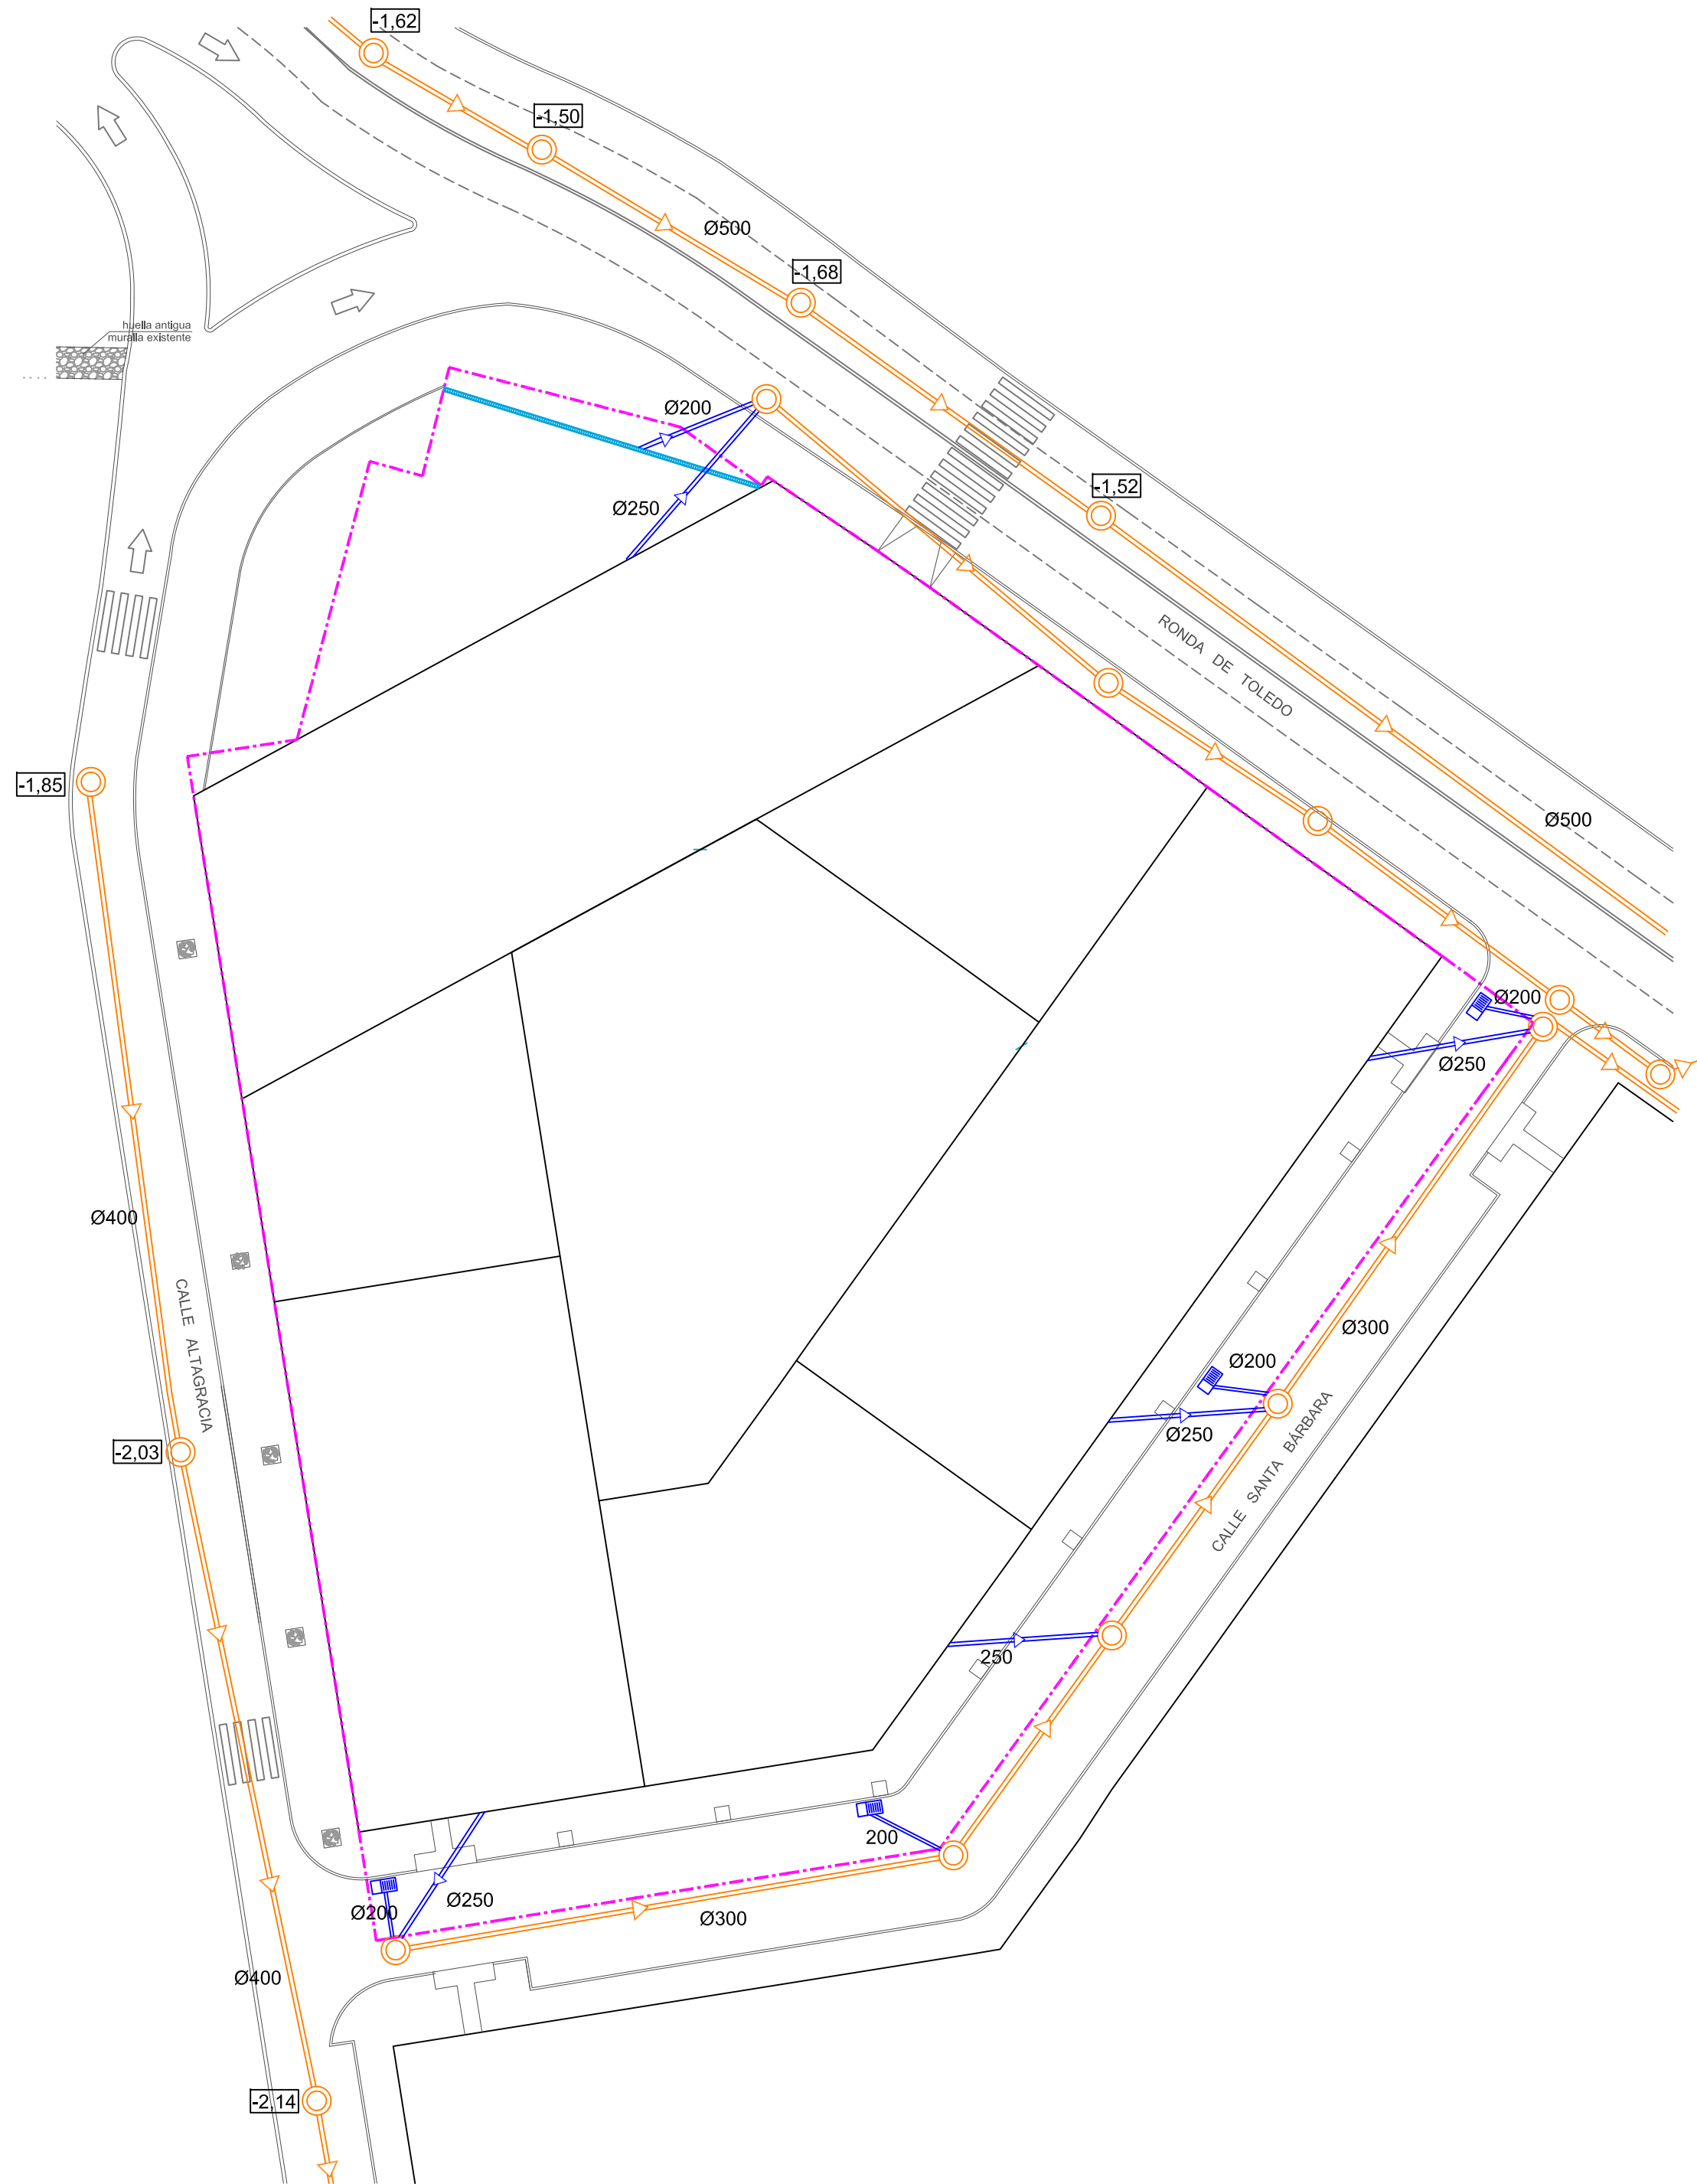 -1,62
-1,50
Ø500
-1,68
huella antigua
muralla existente
Ø200
-1,52
Ø250
RONDA DE TOLEDO
-1,85
Ø500
Ø200
Ø250
Ø400
CALLE ALTAGRACIA
Ø300
Ø200
Ø250
CALLE SANTA BÁRBARA
-2,03
250
200
Ø250
Ø200
Ø300
Ø400
-2,14